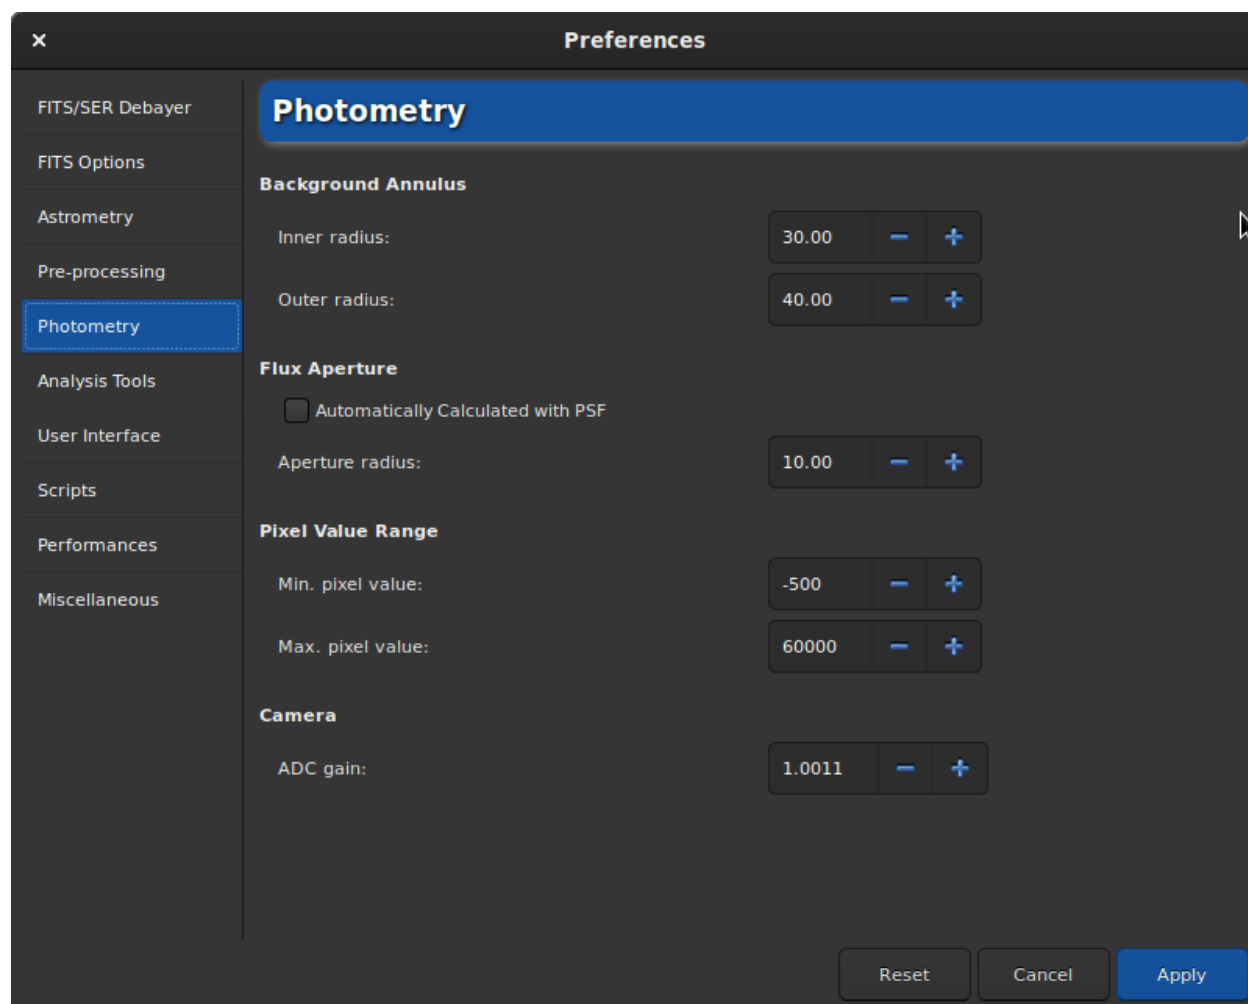 Preferences
FITS/SER Debayer
FITS Options
Astrometry
Pre-processing
Photometry
Analysis Tools
User Interface
Scripts
Performances
Miscellaneous
Photometry
Background Annulus
Inner radius: 30.00
Outer radius: 40.00
Flux Aperture
Automatically Calculated with PSF
Aperture radius: 10.00
Pixel Value Range
Min. pixel value: -500
Max. pixel value: 60000
Camera
ADC gain: 1.0011
Reset Cancel Apply